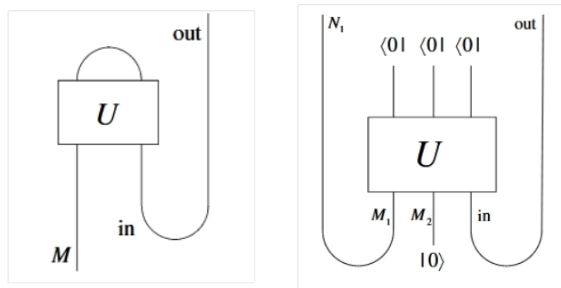 out
U
in
M
N₁
out
⟨0| ⟨0| ⟨0|
U
M₁ M₂ in
|0⟩